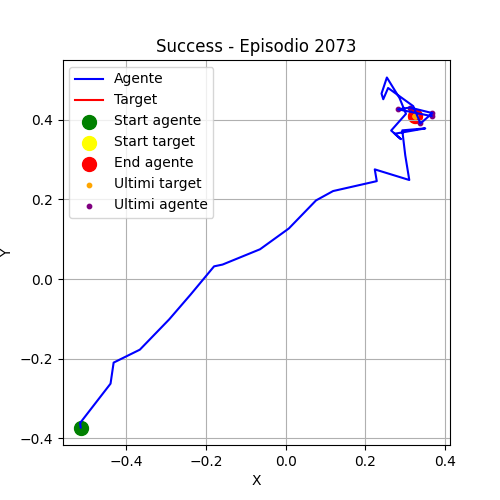 Success - Episodio 2073
Agente
Target
Start agente
Start target
End agente
Ultimi target
Ultimi agente
0.4
0.2
0.0
−0.2
−0.4
Y
−0.4
−0.2
0.0
0.2
0.4
X